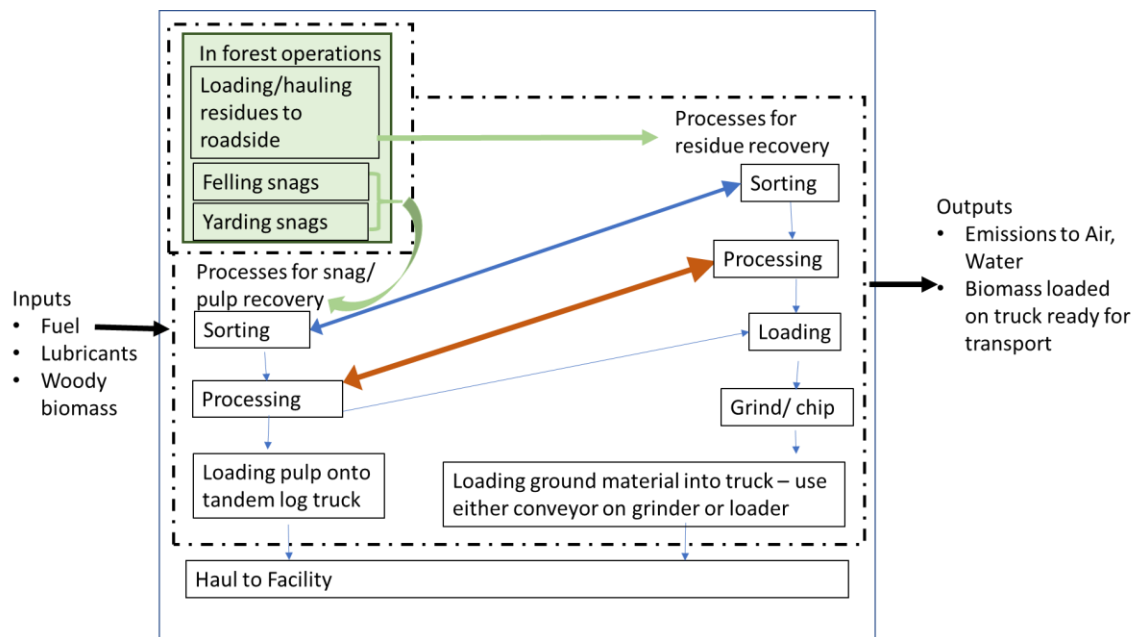 In forest operations
Loading/hauling
residues to
roadside
Felling snags
Yarding snags
Processes for
residue recovery
Sorting
Processing
Loading
Grind/ chip
Loading ground material into truck – use
either conveyor on grinder or loader
Processes for snag/
pulp recovery
Sorting
Processing
Loading pulp onto
tandem log truck
Haul to Facility
Inputs
• Fuel
• Lubricants
• Woody
biomass
Outputs
• Emissions to Air,
Water
• Biomass loaded
on truck ready for
transport